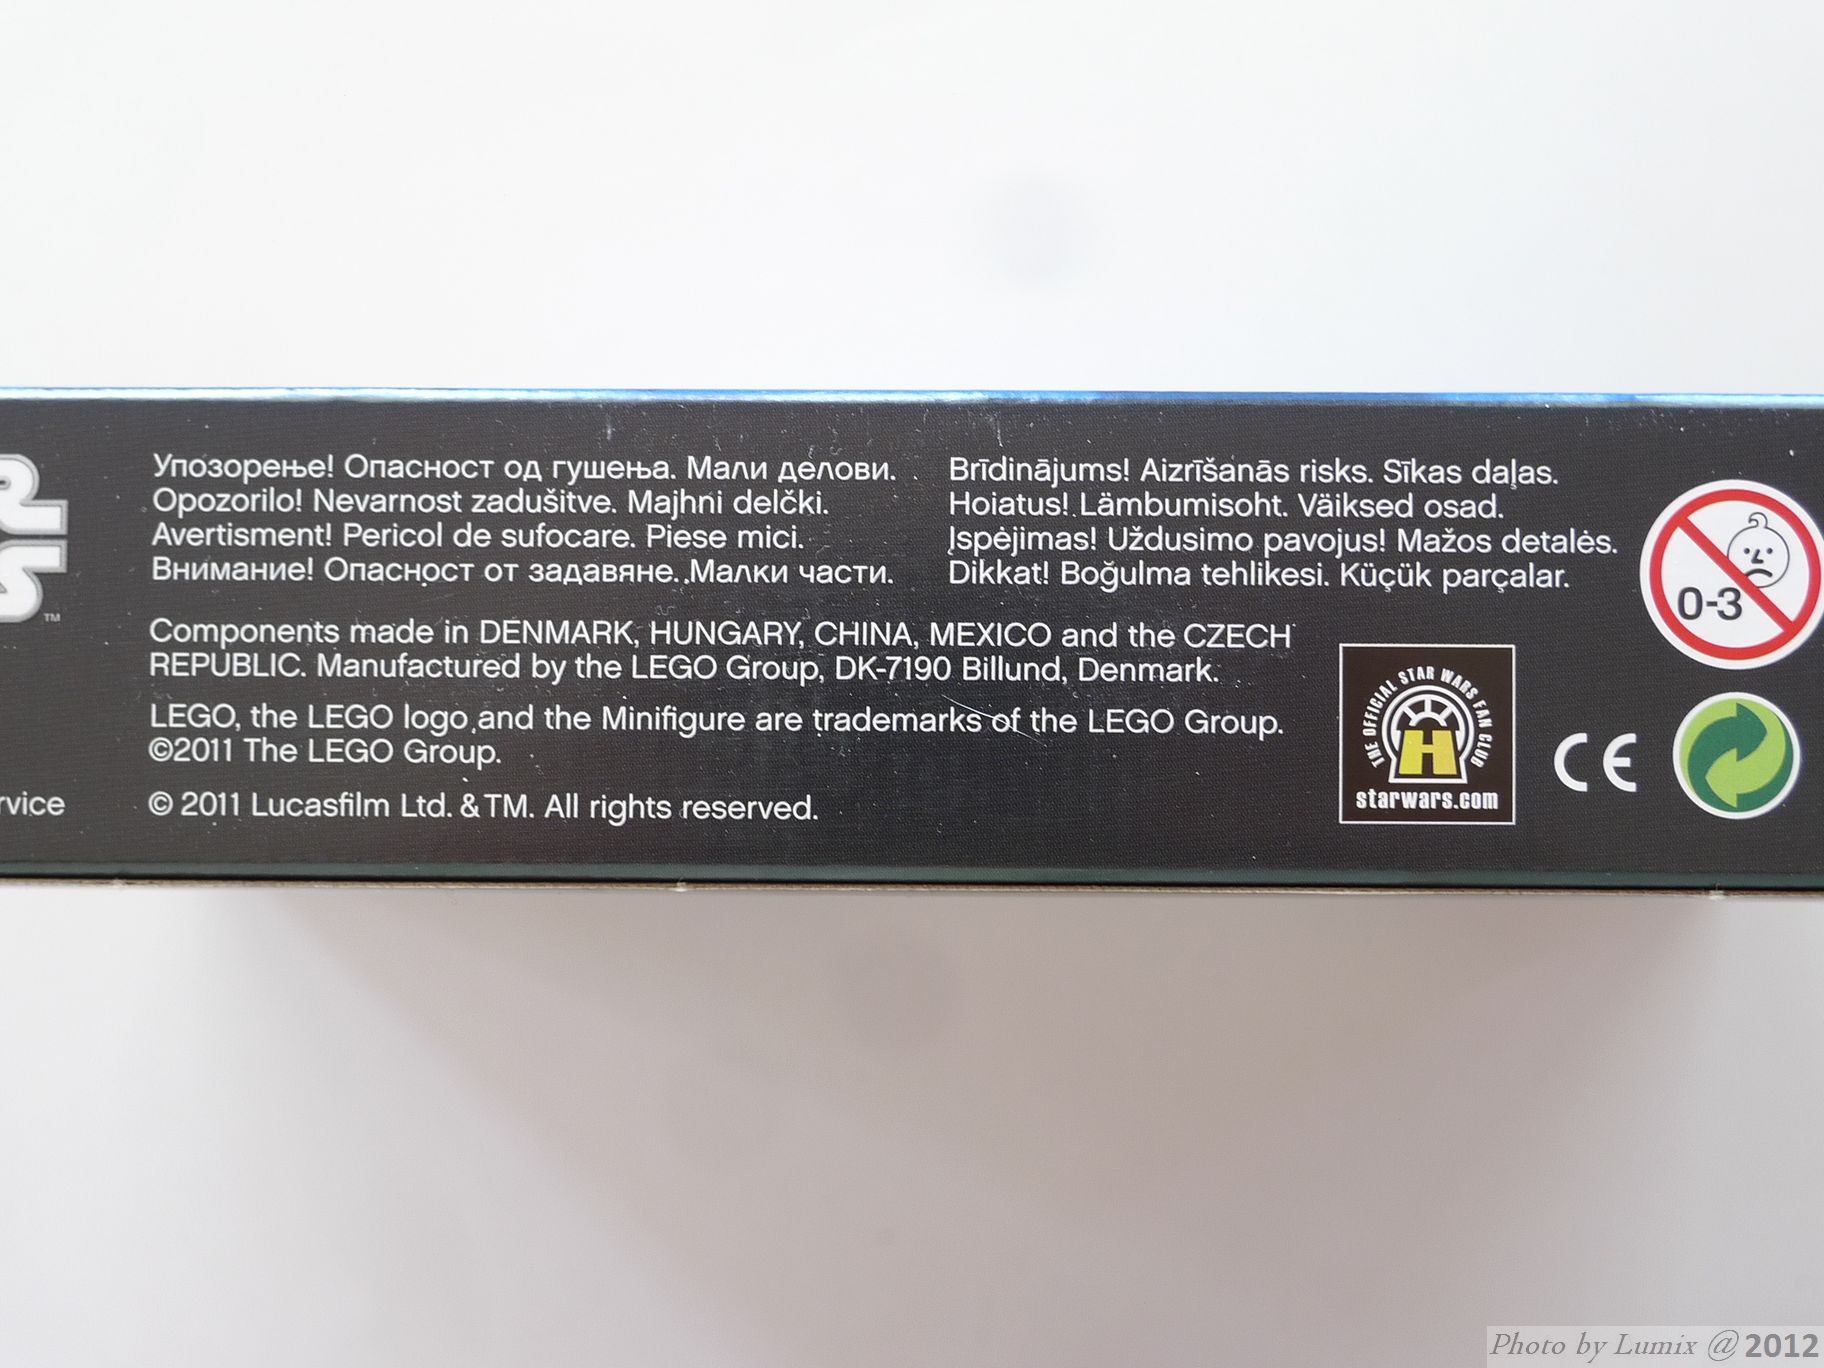 R
S
™
rvice
Упозорење! Опасност од гушења. Мали делови.
Opozorilo! Nevarnost zadušitve. Majhni delčki.
Avertisment! Pericol de sufocare. Piese mici.
Внимание! Опасност от задавяне. Малки части.
Brīdinājums! Aizrīšanās risks. Sīkas daļas.
Hoiatus! Lämbumisoht. Väiksed osad.
Įspėjimas! Uždusimo pavojus! Mažos detalės.
Dikkat! Boğulma tehlikesi. Küçük parçalar.
Components made in DENMARK, HUNGARY, CHINA, MEXICO and the CZECH
REPUBLIC. Manufactured by the LEGO Group, DK-7190 Billund, Denmark.
LEGO, the LEGO logo and the Minifigure are trademarks of the LEGO Group.
©2011 The LEGO Group.
© 2011 Lucasfilm Ltd. & TM. All rights reserved.
THE OFFICIAL STAR WARS FAN CLUB
H
starwars.com
0-3
CE
Photo by Lumix @ 2012